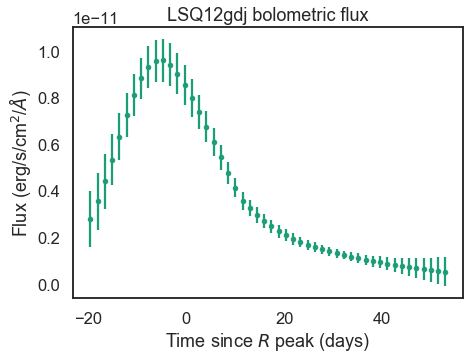 LSQ12gdj bolometric flux
1e−11
1.0
0.8
0.6
0.4
0.2
0.0
Flux (erg/s/cm²/Å)
−20 0 20 40
Time since R peak (days)